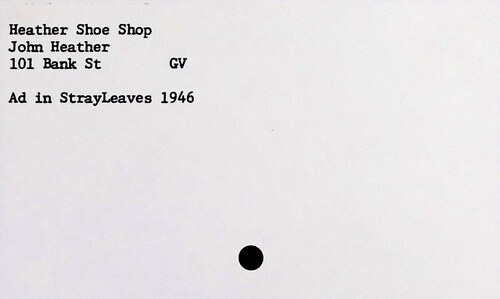 Heather Shoe Shop
John Heather
101 Bank St GV
Ad in StrayLeaves 1946